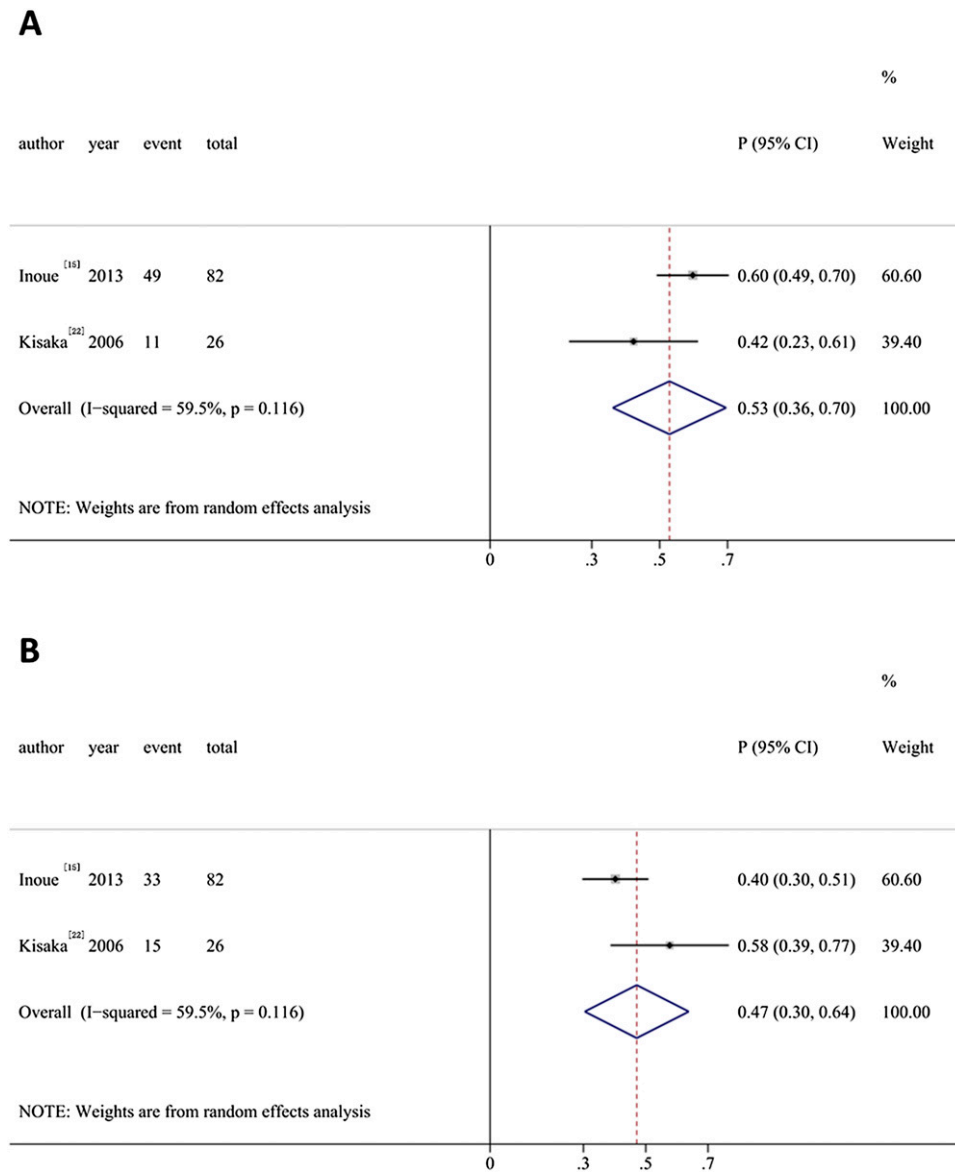 A
%
author year event total P (95% CI) Weight
Inoue [15] 2013 49 82 0.60 (0.49, 0.70) 60.60
Kisaka [22] 2006 11 26 0.42 (0.23, 0.61) 39.40
Overall (I-squared = 59.5%, p = 0.116) 0.53 (0.36, 0.70) 100.00
NOTE: Weights are from random effects analysis
0 .3 .5 .7
B
%
author year event total P (95% CI) Weight
Inoue [15] 2013 33 82 0.40 (0.30, 0.51) 60.60
Kisaka [22] 2006 15 26 0.58 (0.39, 0.77) 39.40
Overall (I-squared = 59.5%, p = 0.116) 0.47 (0.30, 0.64) 100.00
NOTE: Weights are from random effects analysis
0 .3 .5 .7